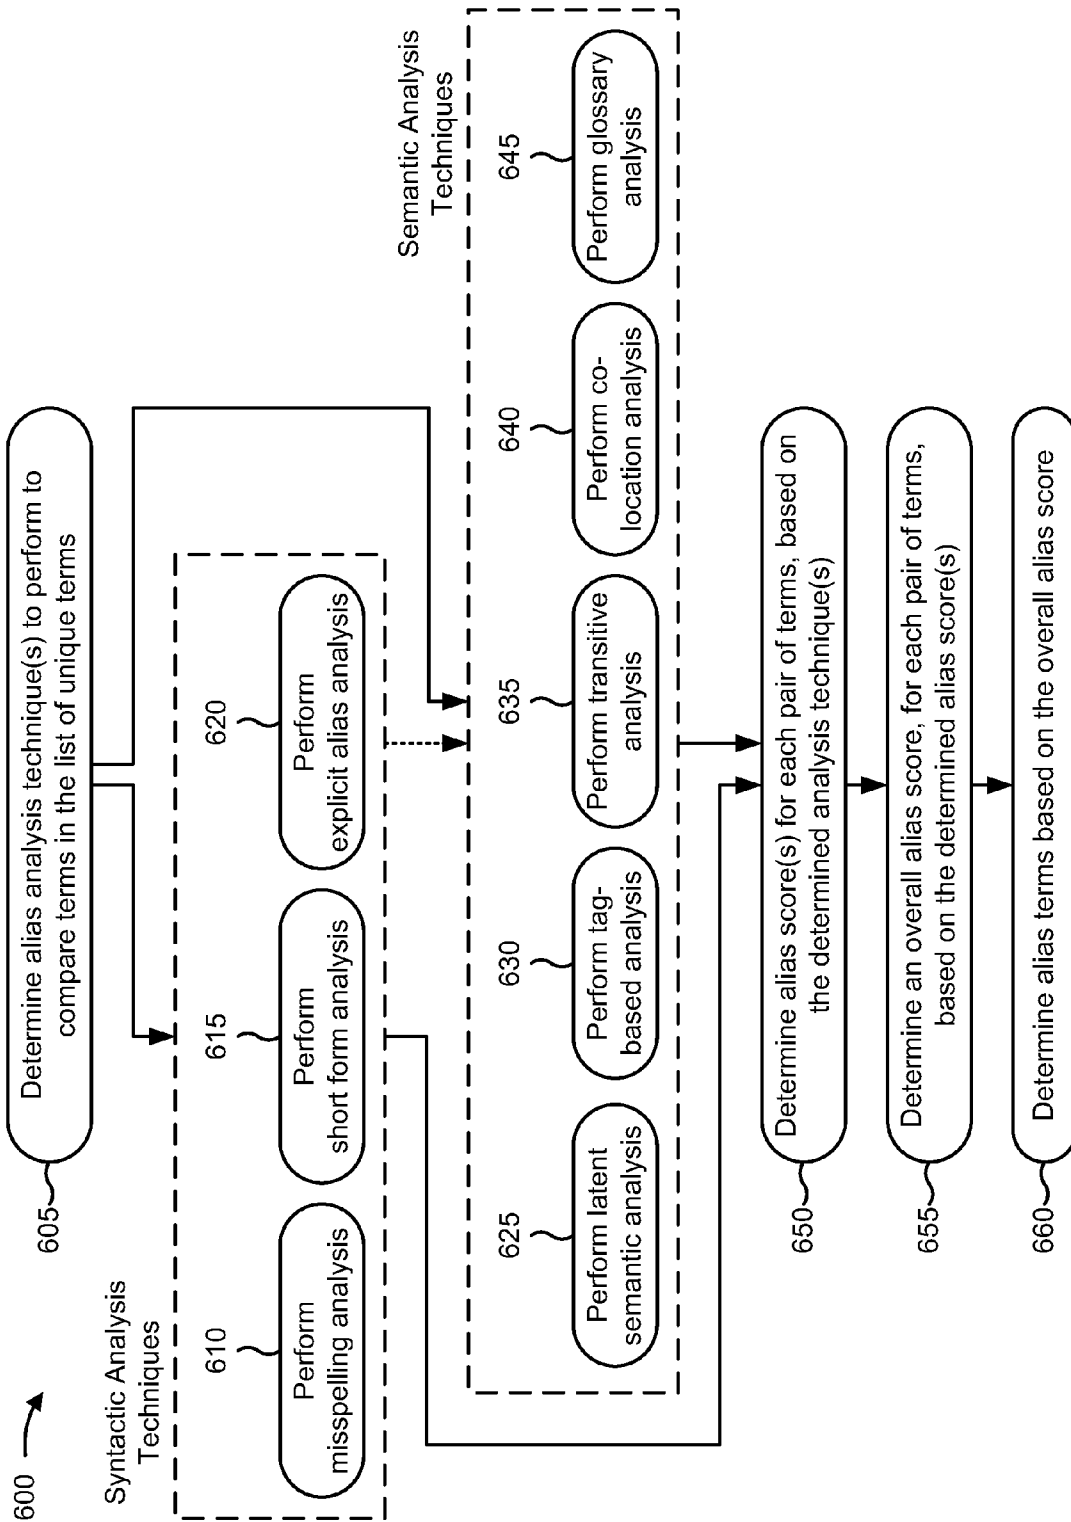 600
605
Determine alias analysis technique(s) to perform to
compare terms in the list of unique terms
Syntactic Analysis
Techniques
610
Perform
misspelling analysis
615
Perform
short form analysis
620
Perform
explicit alias analysis
Semantic Analysis
Techniques
625
Perform latent
semantic analysis
630
Perform tag-
based analysis
635
Perform transitive
analysis
640
Perform co-
location analysis
645
Perform glossary
analysis
650
Determine alias score(s) for each pair of terms, based on
the determined analysis technique(s)
655
Determine an overall alias score, for each pair of terms,
based on the determined alias score(s)
660
Determine alias terms based on the overall alias score